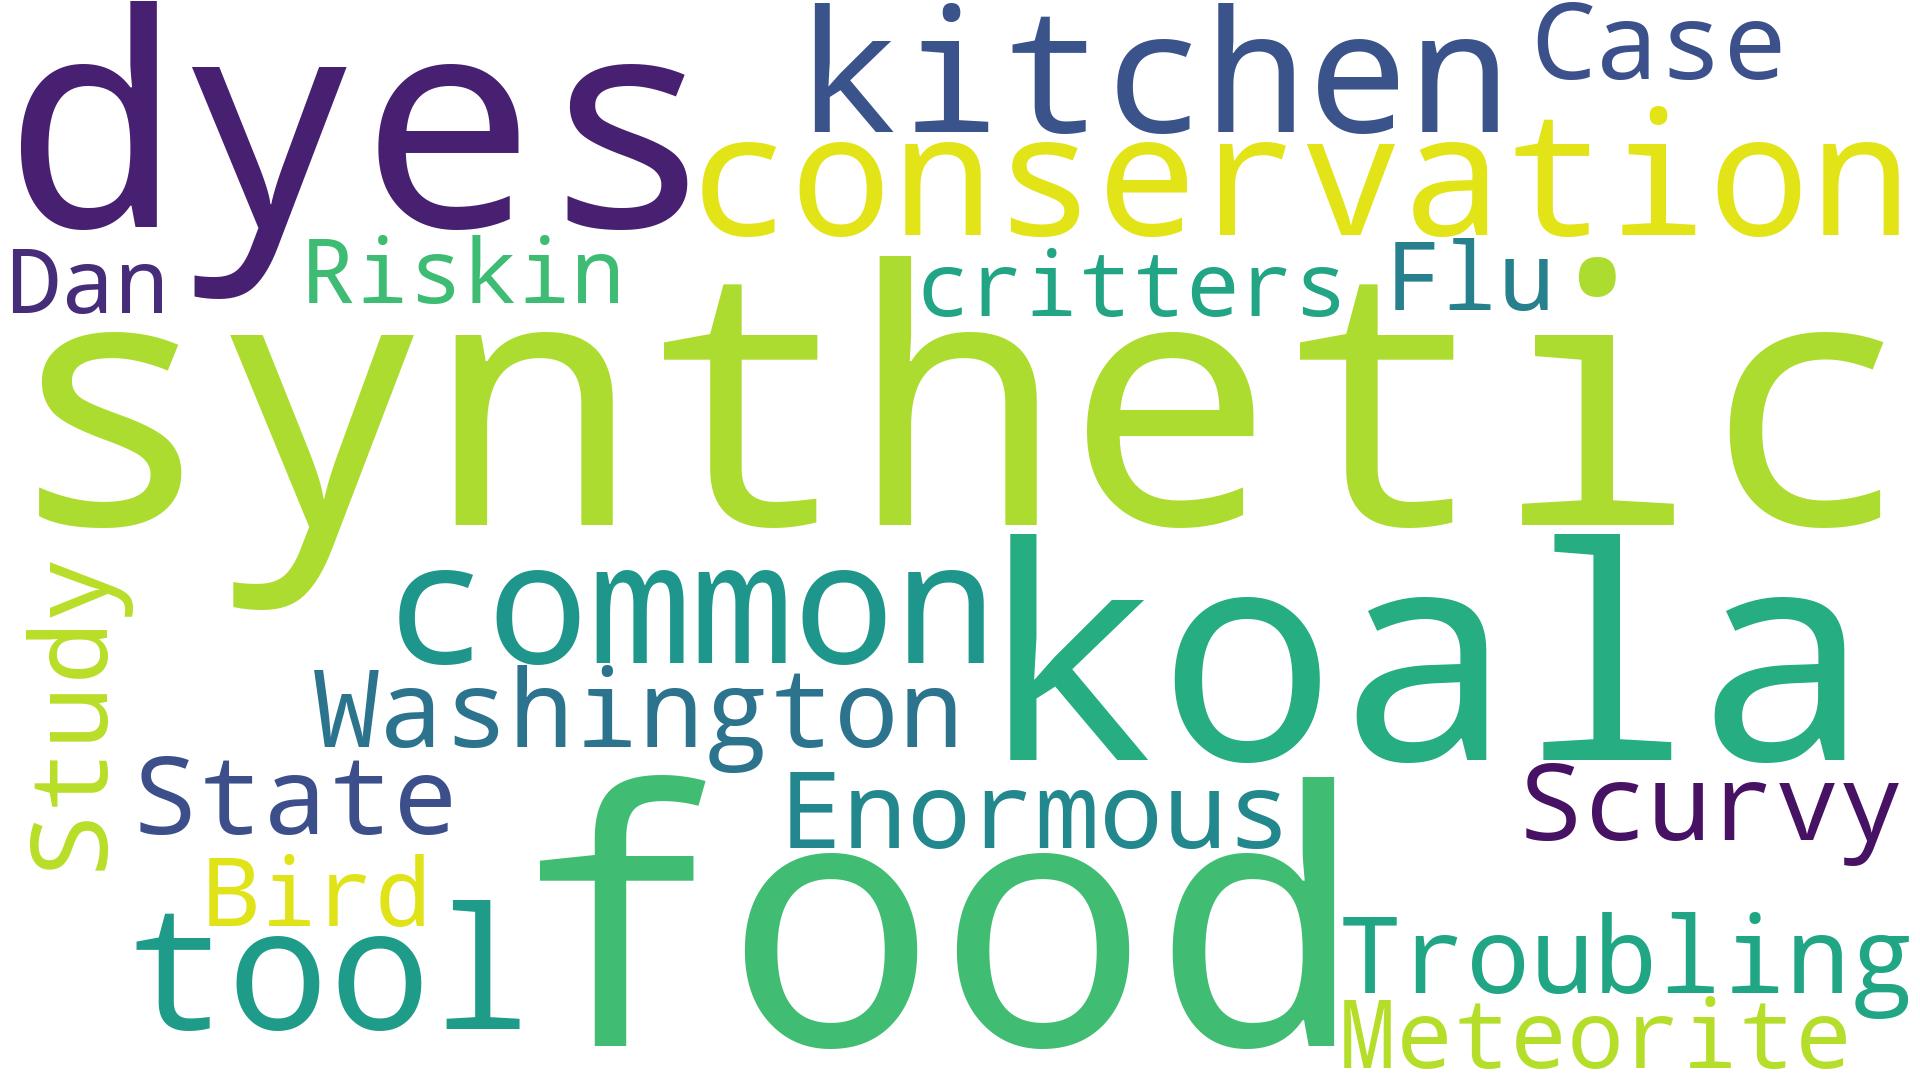 dyes kitchen Case
conservation
Dan Riskin critters Flu
synthetic
Study common koala
Washington
State Enormous Scurvy
Bird food
tool Troubling
Meteorite